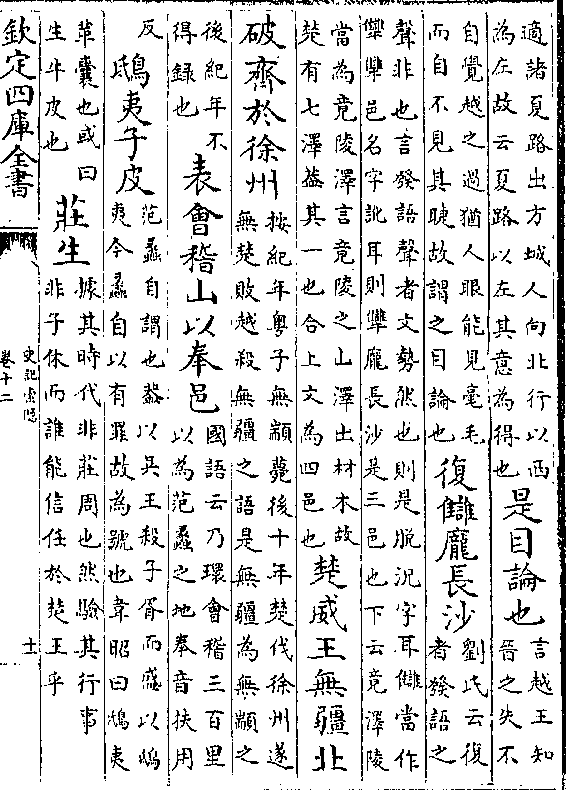 適諸夏路出方城人向北行以西
為左故云夏路以左其意為得也
是目論也
言越王知
晉之失不
自覺越之過猶人眼能見毫毛
而自不見其睫故謂之目論也
復讎龐長沙
劉氏云復
者發語之
聲非也言發語聲者文勢然也則是脫況字耳讎當作
犨犨邑名字訛耳則犨龐長沙是三邑也下云竟澤陵
當為竟陵澤言竟陵之山澤出材木故
楚有七澤蓋其一也合上文為四邑也
楚威王無疆北
破齊於徐州
按紀年粵子無顓薨後十年楚伐徐州遂
無楚敗越殺無疆之語是無疆為無顓之
後紀年不
得録也
表會稽山以奉邑
國語云乃環會稽三百里
以為范蠡之地奉音扶用
反
鴟夷子皮
范蠡自謂也蓋以吳王殺子胥而盛以鴟
夷今蠡自以有罪故為號也韋昭曰鴟夷
革囊也或曰
生牛皮也
莊生
據其時代非莊周也然驗其行事
非子休而誰能信任於楚王乎
欽定四庫全書
史記索隱
卷十二
十一